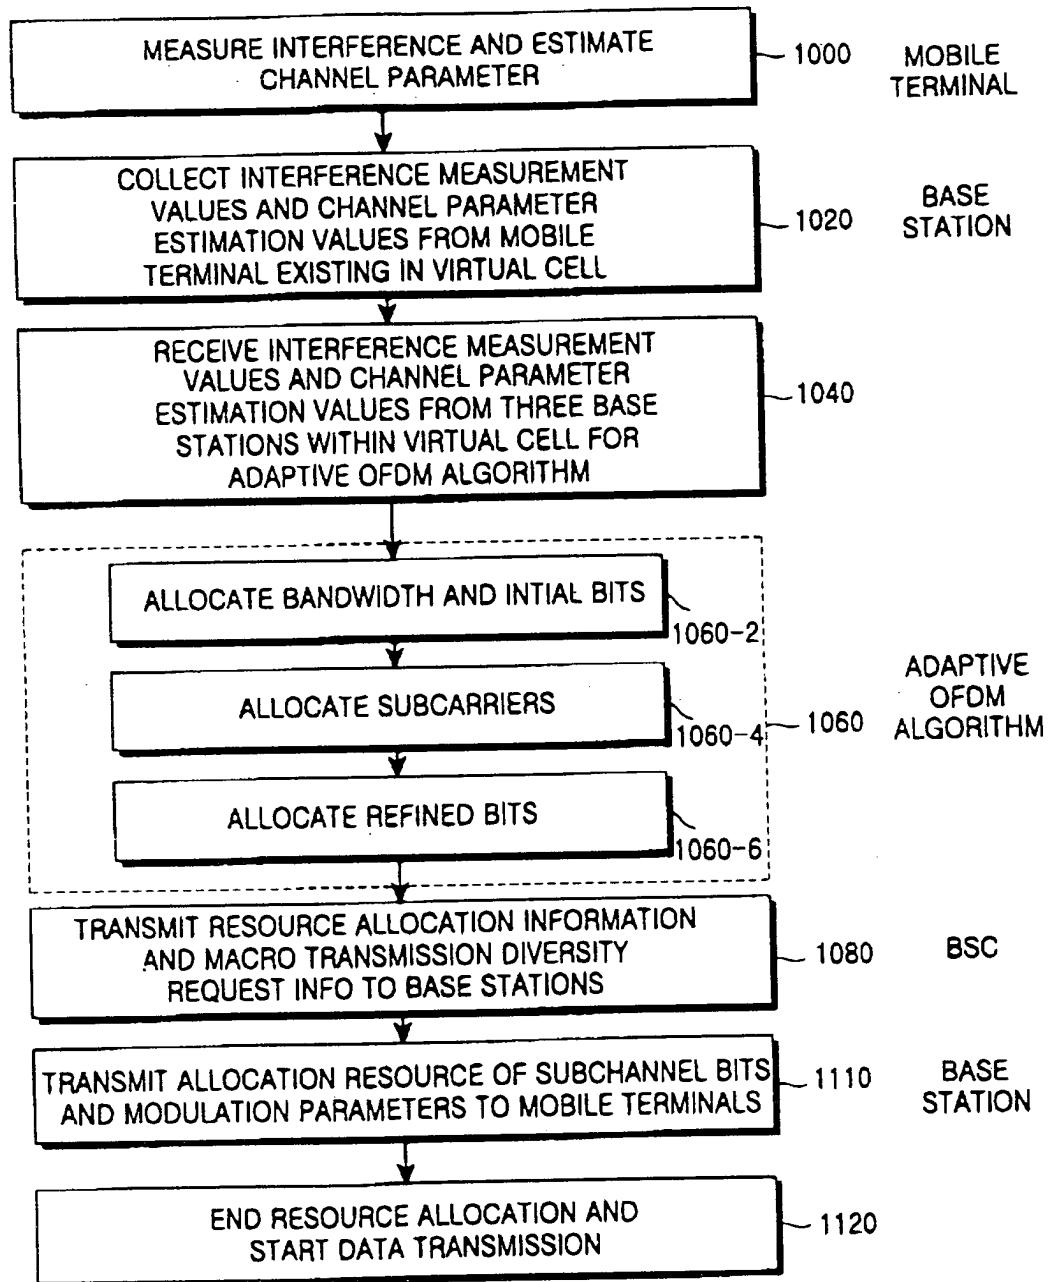 MEASURE INTERFERENCE AND ESTIMATE
CHANNEL PARAMETER
1000
MOBILE
TERMINAL
COLLECT INTERFERENCE MEASUREMENT
VALUES AND CHANNEL PARAMETER
ESTIMATION VALUES FROM MOBILE
TERMINAL EXISTING IN VIRTUAL CELL
1020
BASE
STATION
RECEIVE INTERFERENCE MEASUREMENT
VALUES AND CHANNEL PARAMETER
ESTIMATION VALUES FROM THREE BASE
STATIONS WITHIN VIRTUAL CELL FOR
ADAPTIVE OFDM ALGORITHM
1040
ALLOCATE BANDWIDTH AND INTIAL BITS
1060-2
ALLOCATE SUBCARRIERS
1060-4
1060
ADAPTIVE
OFDM
ALGORITHM
ALLOCATE REFINED BITS
1060-6
TRANSMIT RESOURCE ALLOCATION INFORMATION
AND MACRO TRANSMISSION DIVERSITY
REQUEST INFO TO BASE STATIONS
1080
BSC
TRANSMIT ALLOCATION RESOURCE OF SUBCHANNEL BITS
AND MODULATION PARAMETERS TO MOBILE TERMINALS
1110
BASE
STATION
END RESOURCE ALLOCATION AND
START DATA TRANSMISSION
1120